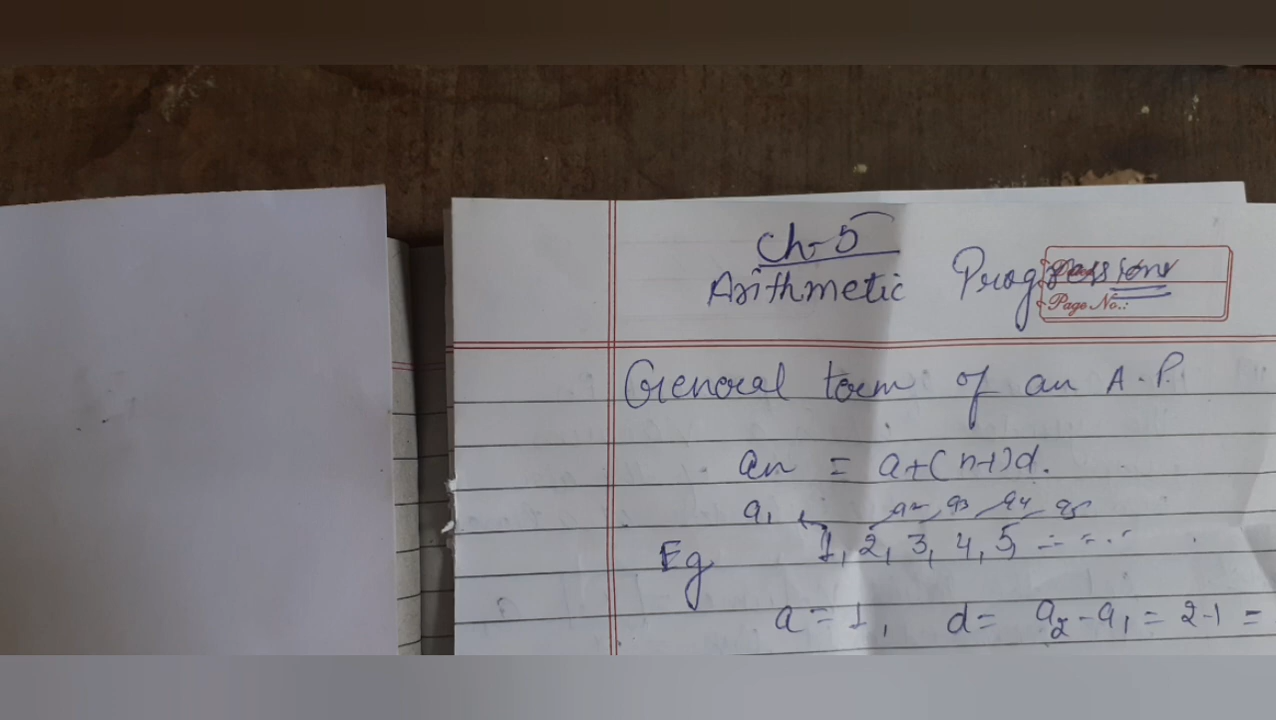 Ch-5
Arithmetic Progressions
Page No.:
General term of an A.P.
an = a+(n-1)d.
a1 a2, a3 a4 a5
Eg 1, 2, 3, 4, 5, - - - . -
a = 1, d = a2 - a1 = 2-1 =